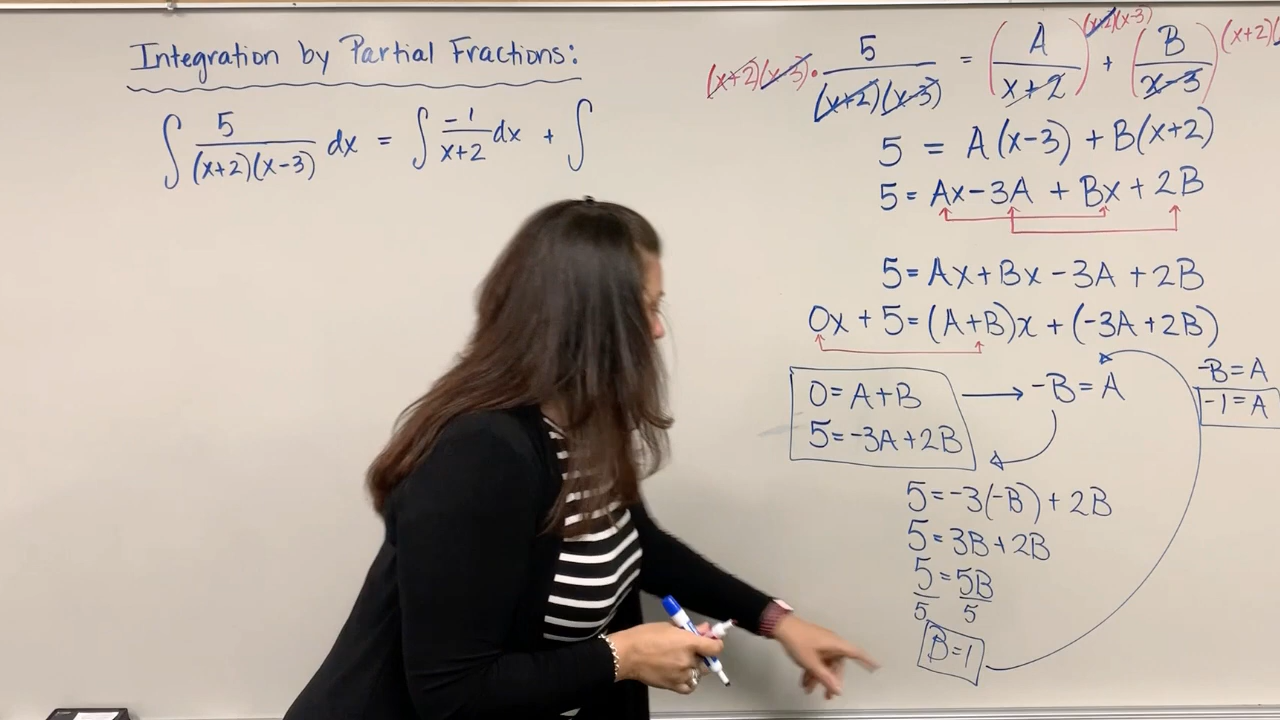 Integration by Partial Fractions:
∫ 5/((x+2)(x-3)) dx = ∫ -1/(x+2) dx + ∫
(x+2)(x-3) · 5/((x+2)(x-3)) = (A/(x+2)) (x+2)(x-3) + (B/(x-3)) (x+2)(
5 = A(x-3) + B(x+2)
5 = Ax - 3A + Bx + 2B
5 = Ax + Bx - 3A + 2B
0x + 5 = (A+B)x + (-3A + 2B)
0 = A + B → -B = A
5 = -3A + 2B
-B = A
-1 = A
5 = -3(-B) + 2B
5 = 3B + 2B
5/5 = 5B/5
B = 1